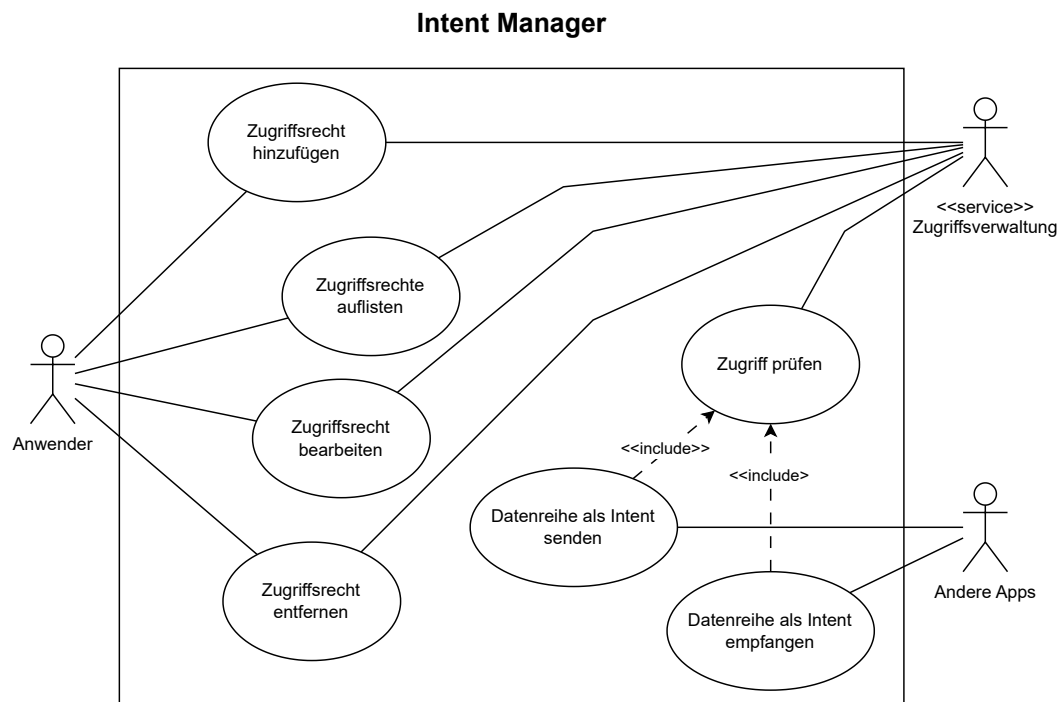 Intent Manager
Zugriffsrecht
hinzufügen
<<service>>
Zugriffsverwaltung
Zugriffsrechte
auflisten
Zugriff prüfen
Anwender
Zugriffsrecht
bearbeiten
<<include>>
<<include>
Datenreihe als Intent
senden
Zugriffsrecht
entfernen
Andere Apps
Datenreihe als Intent
empfangen